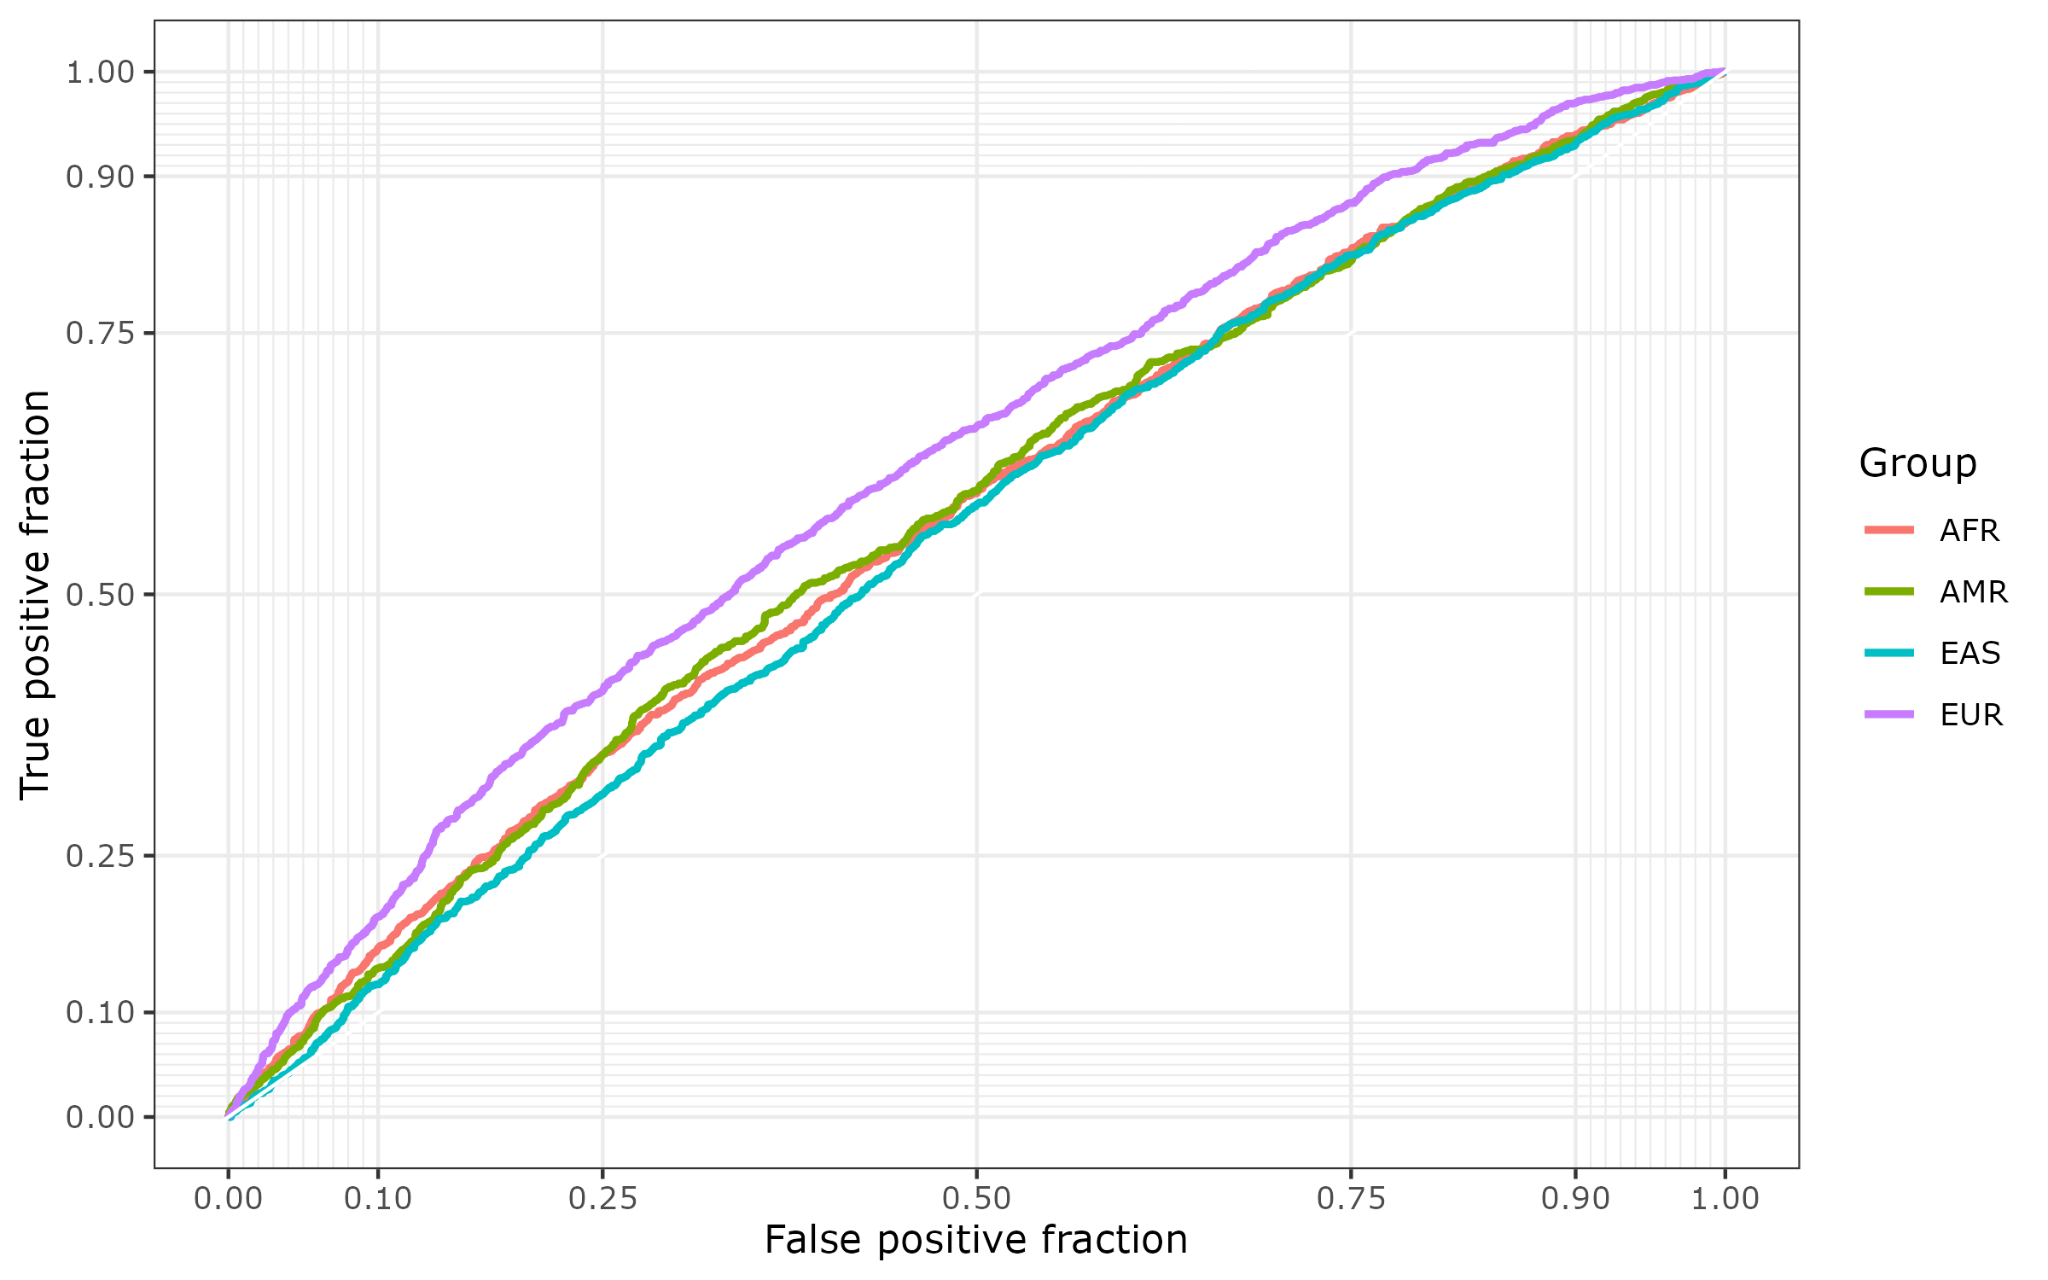 1.00
0.90
0.75
0.50
0.25
0.10
0.00
True positive fraction
0.00 0.10 0.25 0.50 0.75 0.90 1.00
False positive fraction
Group
AFR
AMR
EAS
EUR